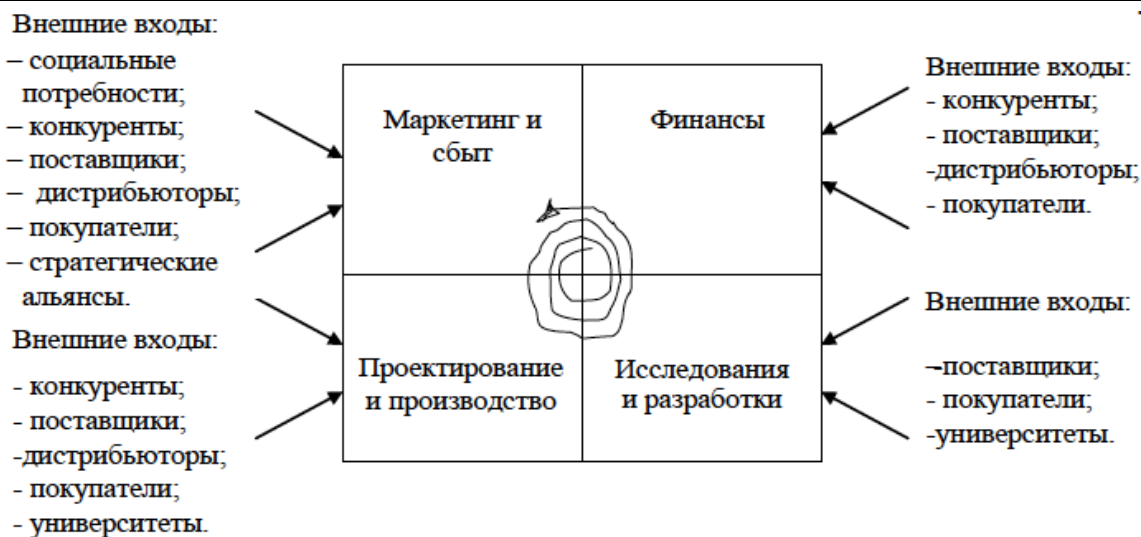 Внешние входы:
– социальные
потребности;
– конкуренты;
– поставщики;
– дистрибьюторы;
– покупатели;
– стратегические
альянсы.
Внешние входы:
- конкуренты;
- поставщики;
-дистрибьюторы;
- покупатели;
- университеты.
Маркетинг и
сбыт
Финансы
Проектирование
и производство
Исследования
и разработки
Внешние входы:
- конкуренты;
- поставщики;
-дистрибьюторы;
- покупатели.
Внешние входы:
–поставщики;
- покупатели;
-университеты.